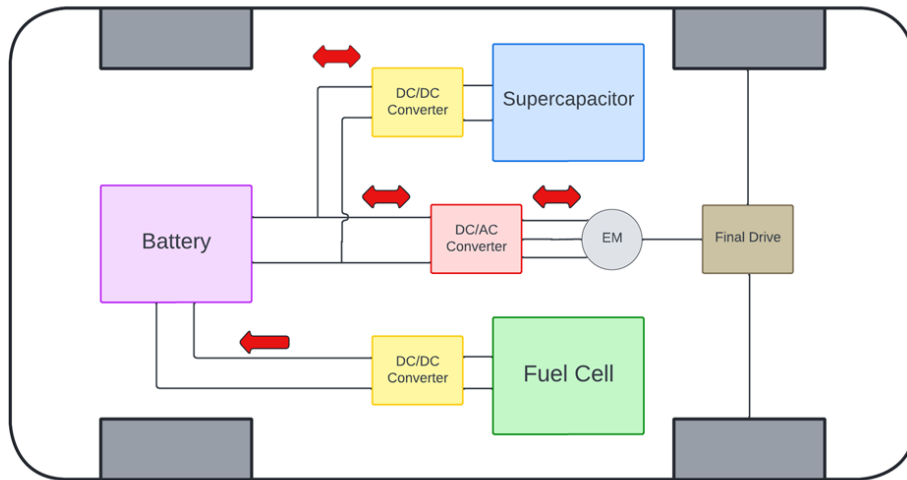 DC/DC
Converter
Supercapacitor
Battery
DC/AC
Converter
EM
Final Drive
DC/DC
Converter
Fuel Cell